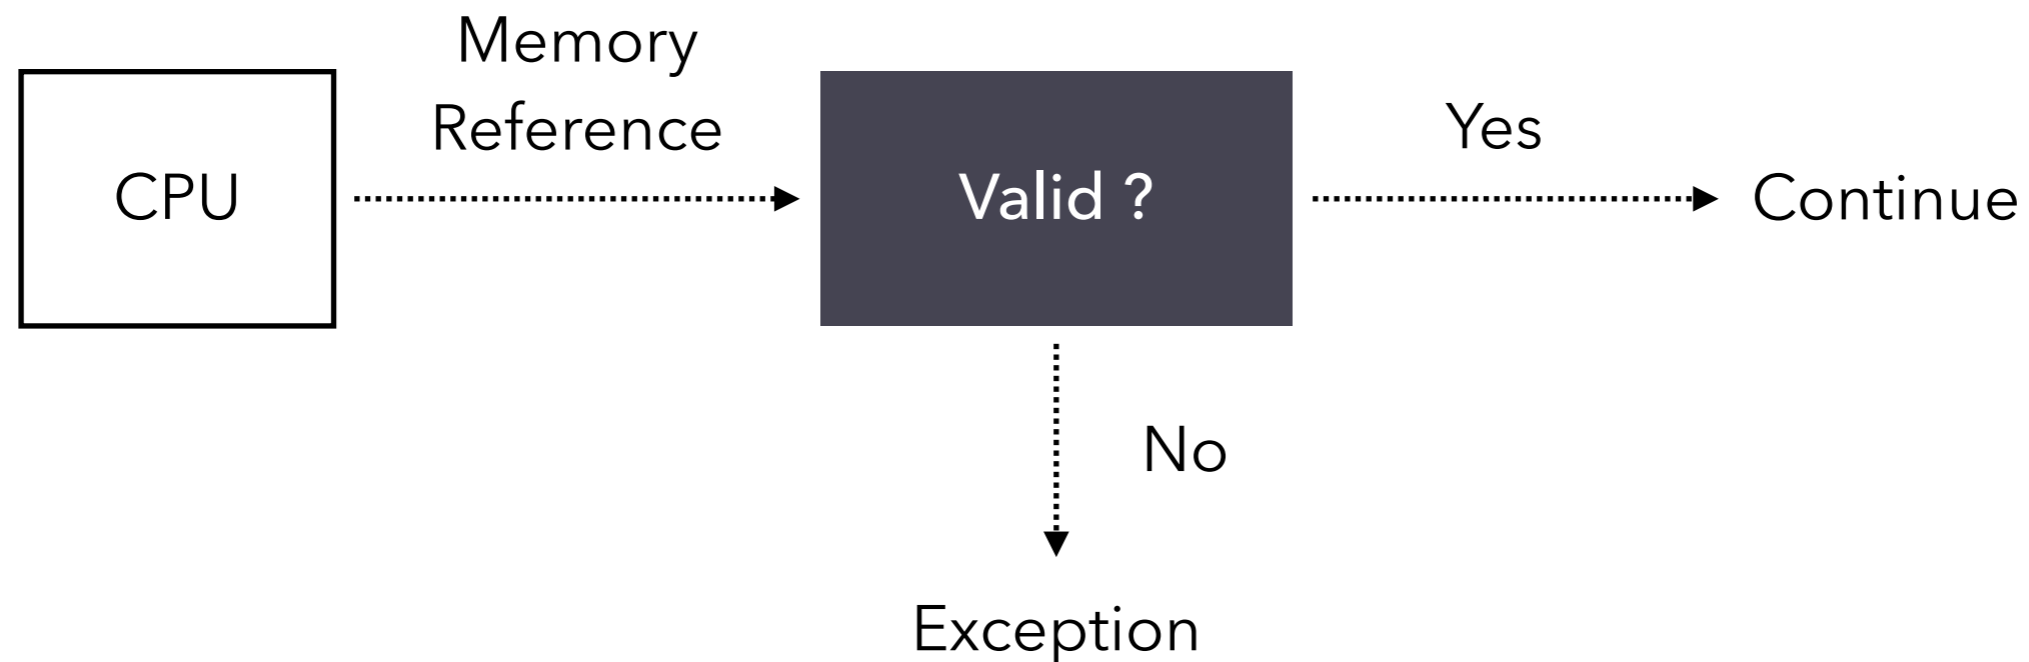 Memory
Reference
CPU
Valid ?
Yes
Continue
No
Exception